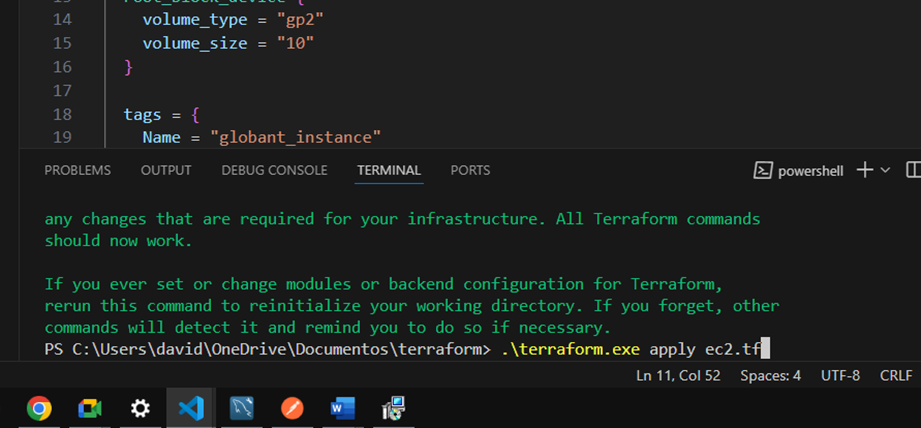 13 root_block_device {
14 volume_type = "gp2"
15 volume_size = "10"
16 }
17
18 tags = {
19 Name = "globant_instance"
PROBLEMS OUTPUT DEBUG CONSOLE TERMINAL PORTS powershell
any changes that are required for your infrastructure. All Terraform commands
should now work.
If you ever set or change modules or backend configuration for Terraform,
rerun this command to reinitialize your working directory. If you forget, other
commands will detect it and remind you to do so if necessary.
PS C:\Users\david\OneDrive\Documentos\terraform> .\terraform.exe apply ec2.tf
Ln 11, Col 52 Spaces: 4 UTF-8 CRLF